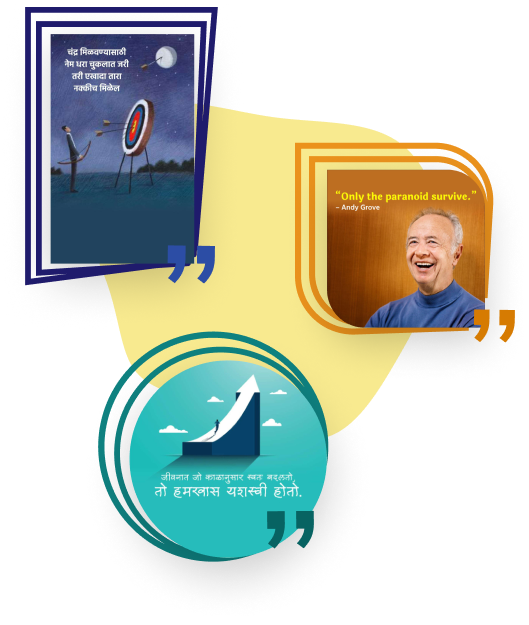 चंद्र मिळवण्यासाठी
नेम धरा चुकलात जरी
तरी एखादा तारा
नक्कीच मिळेल
“Only the paranoid survive.”
– Andy Grove
जीवनात जो काळानुसार स्वतः बदलतो,
तो हमखास यशस्वी होतो.